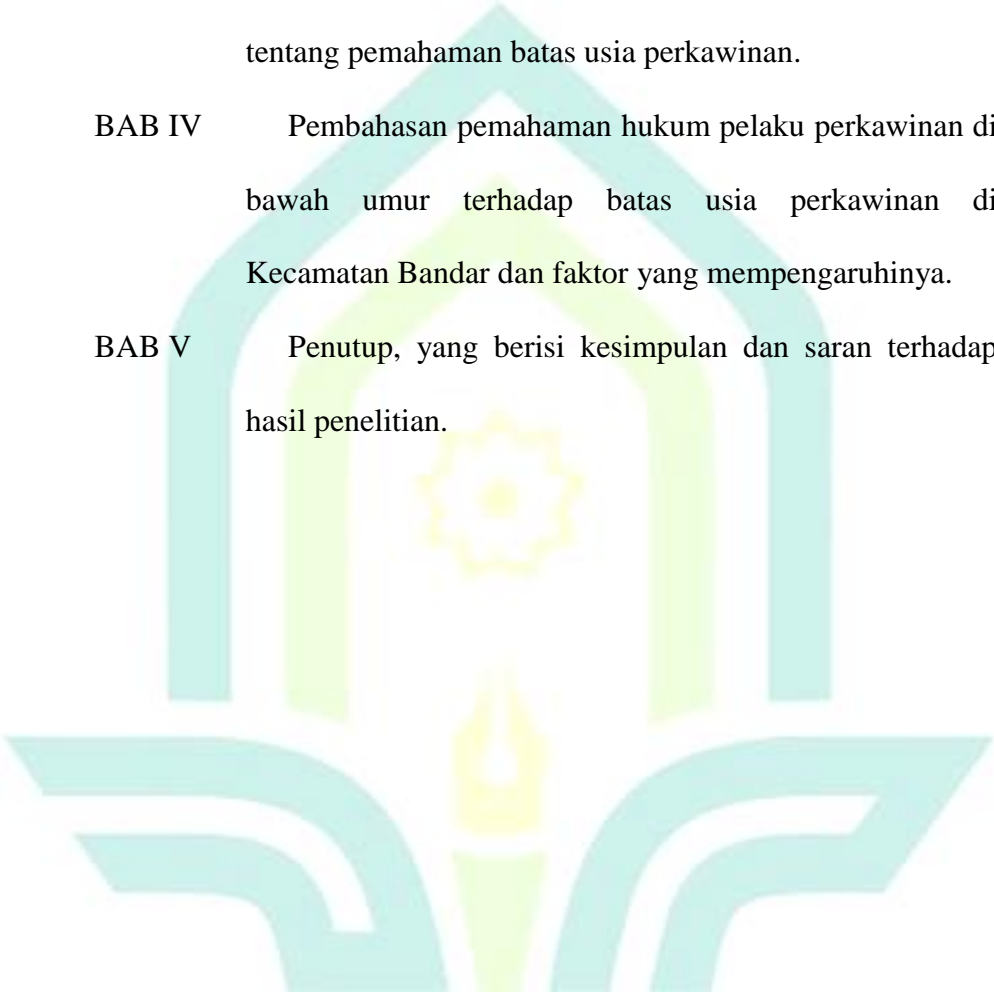 tentang pemahaman batas usia perkawinan.
BAB IV Pembahasan pemahaman hukum pelaku perkawinan di
bawah umur terhadap batas usia perkawinan di
Kecamatan Bandar dan faktor yang mempengaruhinya.
BAB V Penutup, yang berisi kesimpulan dan saran terhadap
hasil penelitian.